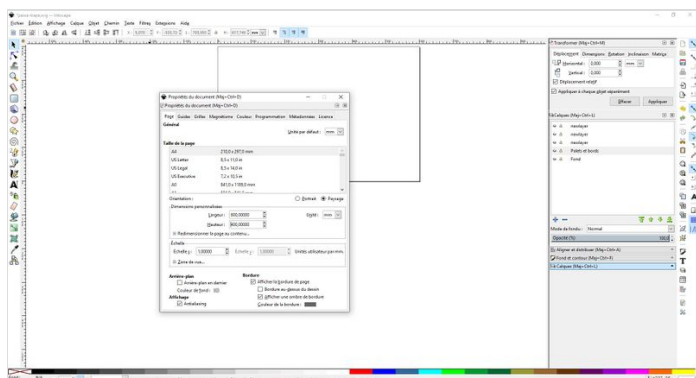 Fichier Édition Affichage Calque Objet Chemin Texte Filtres Extensions Aide
Propriétés du document (Maj+Ctrl+D)
Propriétés du document (Maj+Ctrl+D)
Page Guides Grilles Magnétisme Couleur Programmation Métadonnées Licence
Général
Unité par défaut : mm
Taille de la page
A4 210,0 x 297,0 mm
US Letter 8,5 x 11,0 in
US Legal 8,5 x 14,0 in
US Executive 7,2 x 10,5 in
A0 841,0 x 1189,0 mm
Orientation : Portrait Paysage
Dimensions personnalisées
Largeur : 800,00000 Unité : mm
Hauteur : 600,00000
Redimensionner la page au contenu...
Échelle
Échelle x : 1,00000 Échelle y : 1,00000 Unités utilisateur par mm.
Zone de vue...
Arrière-plan
Arrière-plan en damier
Couleur de fond :
Affichage
Antialiasing
Bordure
Afficher la bordure de page
Bordure au-dessus du dessin
Afficher une ombre de bordure
Couleur de la bordure :
Transformer (Maj+Ctrl+M)
Déplacement Dimensions Rotation Inclinaison Matrice
Horizontal : 0,000 mm
Vertical : 0,000
Déplacement relatif
Appliquer à chaque objet séparément
Effacer Appliquer
Calques (Maj+Ctrl+L)
Palets et bords
Fond
Mode de fondu : Normal
Opacité (%) 100,0
Aligner et distribuer (Maj+Ctrl+A)
Fond et contour (Maj+Ctrl+F)
Calques (Maj+Ctrl+L)